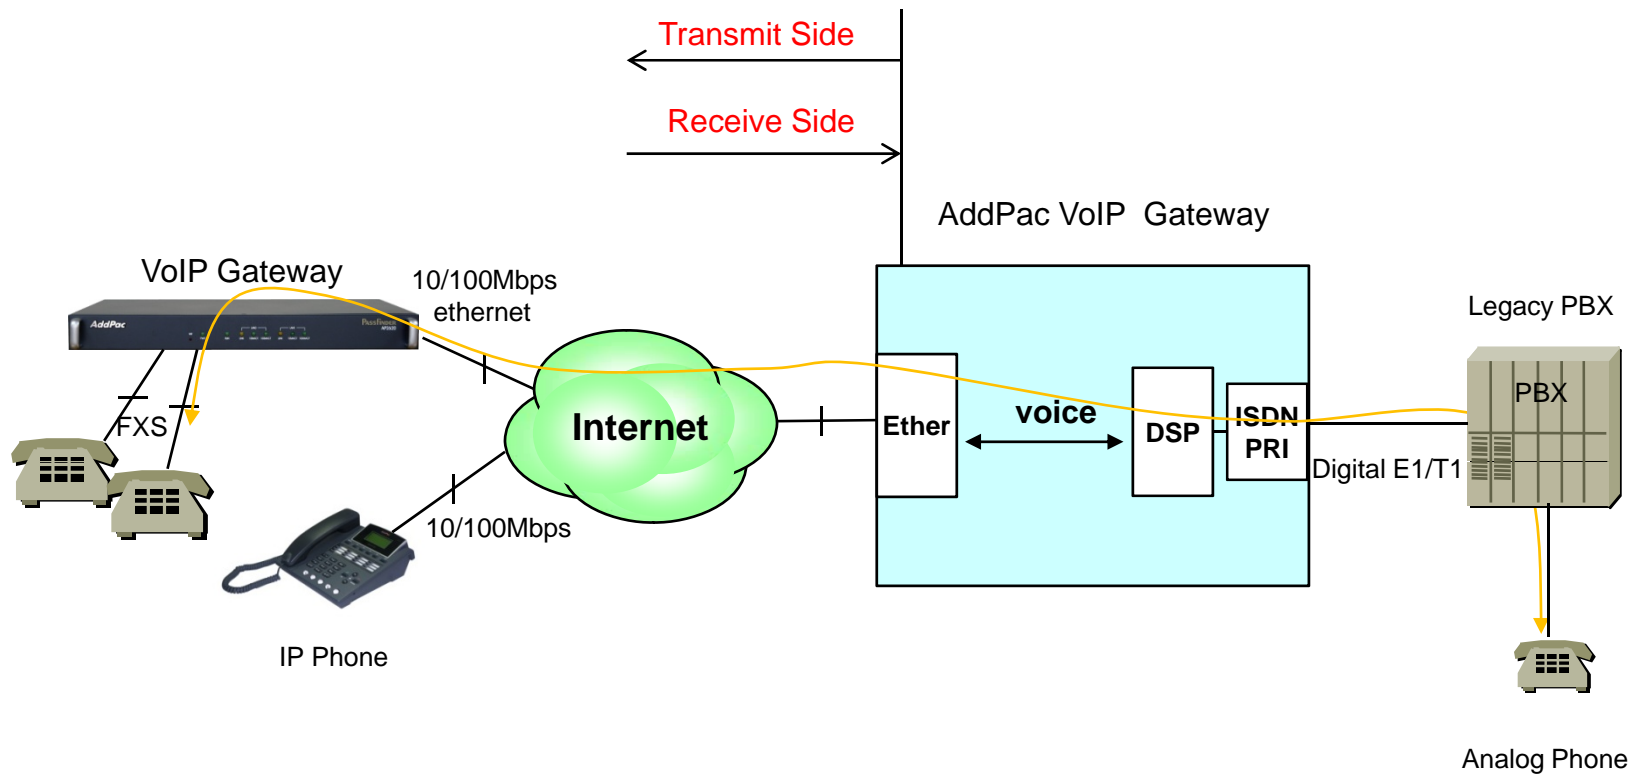 Transmit Side
Receive Side
AddPac VoIP Gateway
VoIP Gateway
10/100Mbps
ethernet
AddPac
Legacy PBX
PBX
Internet
Ether
voice
DSP
ISDN
PRI
Digital E1/T1
FXS
10/100Mbps
IP Phone
Analog Phone